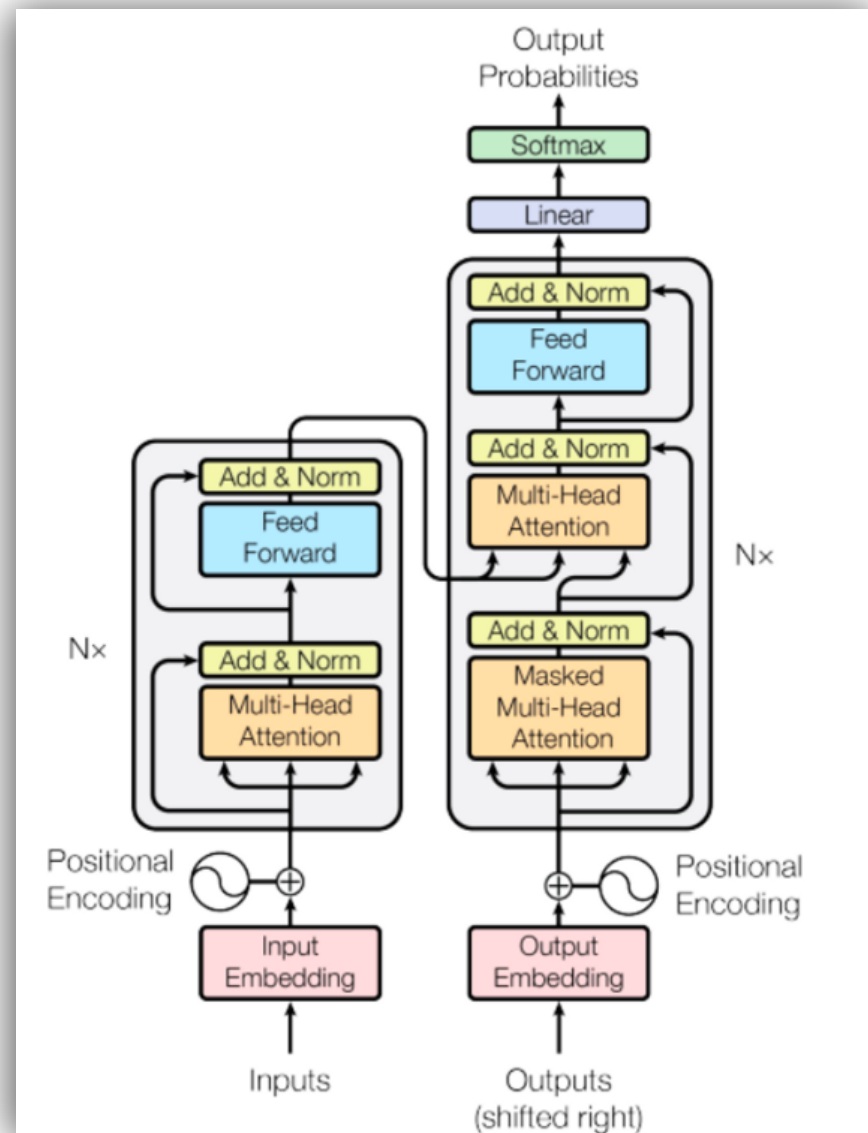 Output
Probabilities
Softmax
Linear
Add & Norm
Feed
Forward
Add & Norm
Multi-Head
Attention
Add & Norm
Masked
Multi-Head
Attention
Nx
Add & Norm
Feed
Forward
Add & Norm
Multi-Head
Attention
Nx
Positional
Encoding
Positional
Encoding
Input
Embedding
Output
Embedding
Inputs
Outputs
(shifted right)